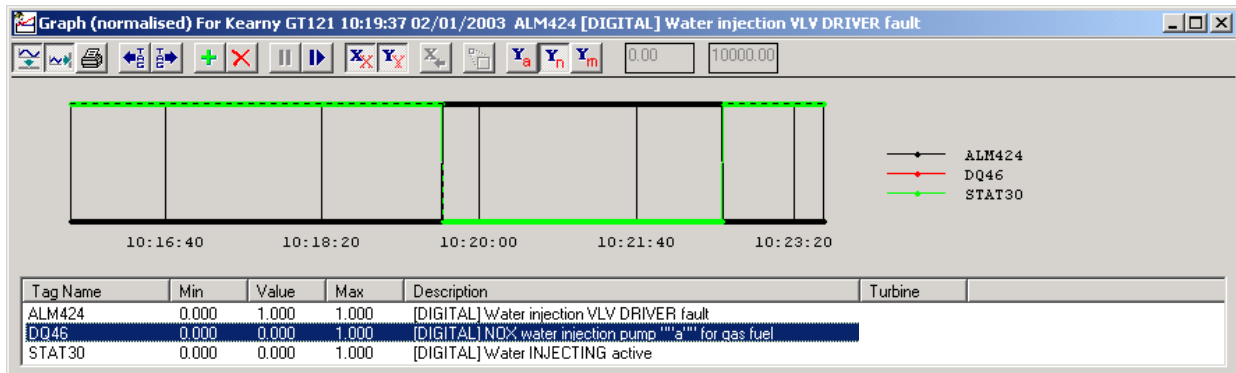 Graph (normalised) For Kearny GT121 10:19:37 02/01/2003 ALM424 [DIGITAL] Water injection VLV DRIVER fault
T E T E X X Y Y X Y a Y n Y m 0.00 10000.00
ALM424
DQ46
STAT30
10:16:40 10:18:20 10:20:00 10:21:40 10:23:20
Tag Name Min Value Max Description Turbine
ALM424 0.000 1.000 1.000 [DIGITAL] Water injection VLV DRIVER fault
DQ46 0.000 0.000 1.000 [DIGITAL] NOX water injection pump ""a"" for gas fuel
STAT30 0.000 0.000 1.000 [DIGITAL] Water INJECTING active